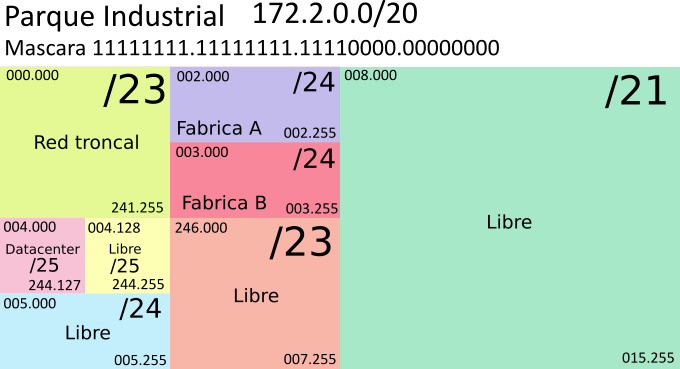 Parque Industrial 172.2.0.0/20
Mascara 11111111.11111111.11110000.00000000
000.000
/23
Red troncal
241.255
002.000
/24
Fabrica A
002.255
003.000
/24
Fabrica B
003.255
008.000
/21
Libre
015.255
004.000
Datacenter
/25
244.127
004.128
Libre
/25
244.255
005.000
/24
Libre
005.255
246.000
/23
Libre
007.255